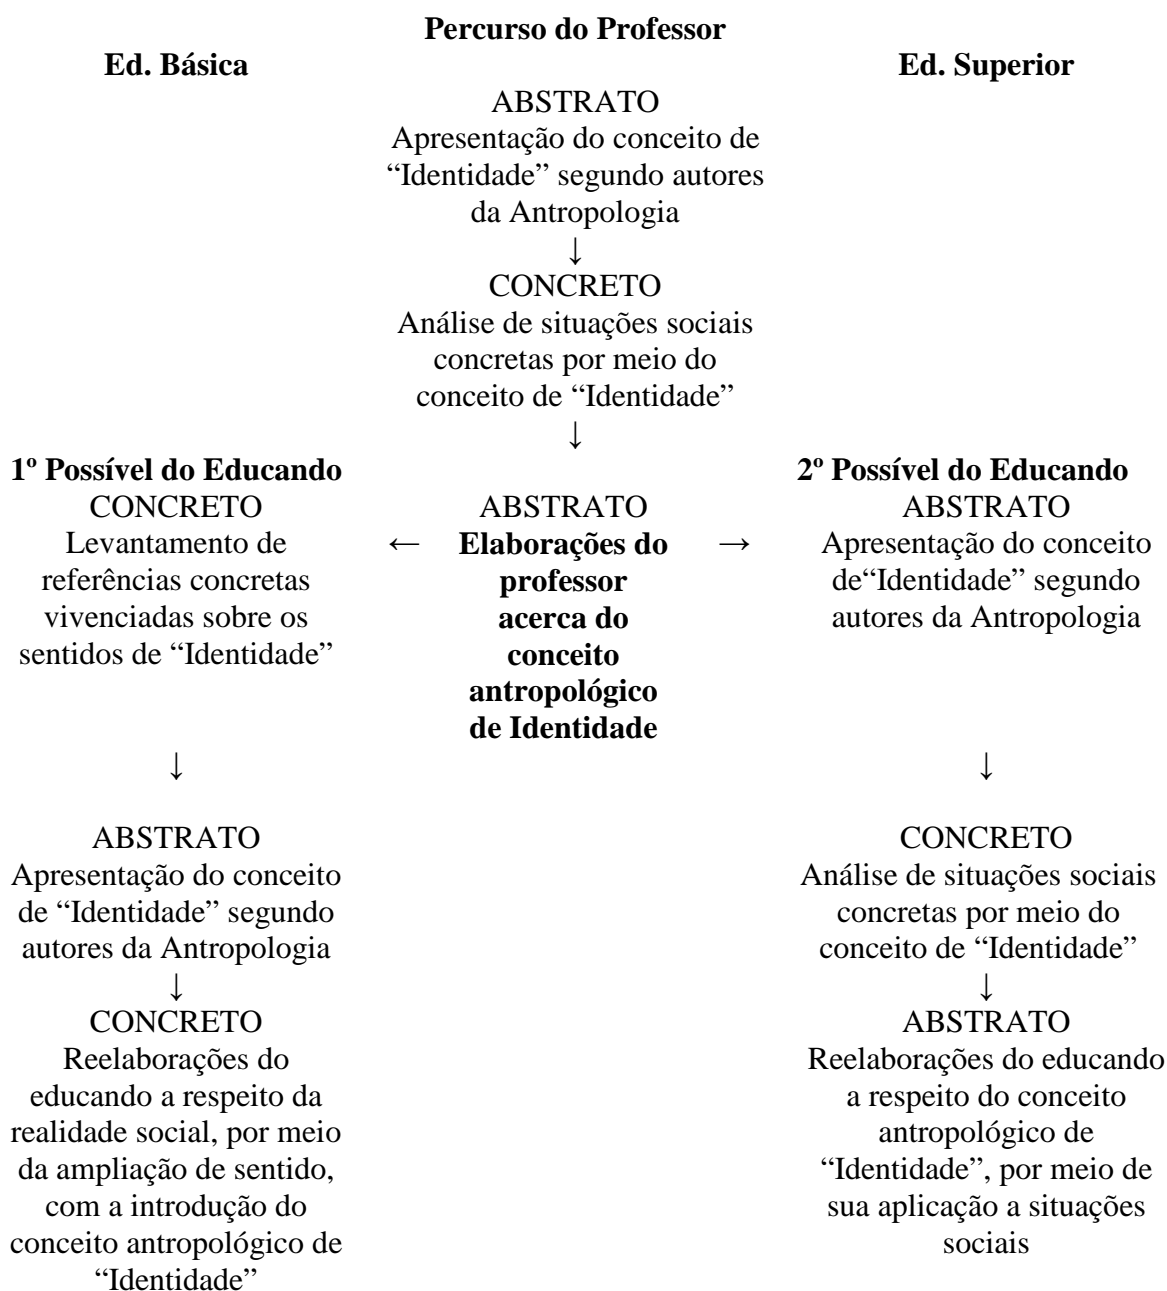 Percurso do Professor
Ed. Básica
Ed. Superior
ABSTRATO
Apresentação do conceito de
“Identidade” segundo autores
da Antropologia
↓
CONCRETO
Análise de situações sociais
concretas por meio do
conceito de “Identidade”
↓
1º Possível do Educando
CONCRETO
Levantamento de
referências concretas
vivenciadas sobre os
sentidos de “Identidade”
↓
ABSTRATO
Apresentação do conceito
de “Identidade” segundo
autores da Antropologia
↓
CONCRETO
Reelaborações do
educando a respeito da
realidade social, por meio
da ampliação de sentido,
com a introdução do
conceito antropológico de
“Identidade”
←
ABSTRATO
Elaborações do
professor
acerca do
conceito
antropológico
de Identidade
→
2º Possível do Educando
ABSTRATO
Apresentação do conceito
de“Identidade” segundo
autores da Antropologia
↓
CONCRETO
Análise de situações sociais
concretas por meio do
conceito de “Identidade”
↓
ABSTRATO
Reelaborações do educando
a respeito do conceito
antropológico de
“Identidade”, por meio de
sua aplicação a situações
sociais